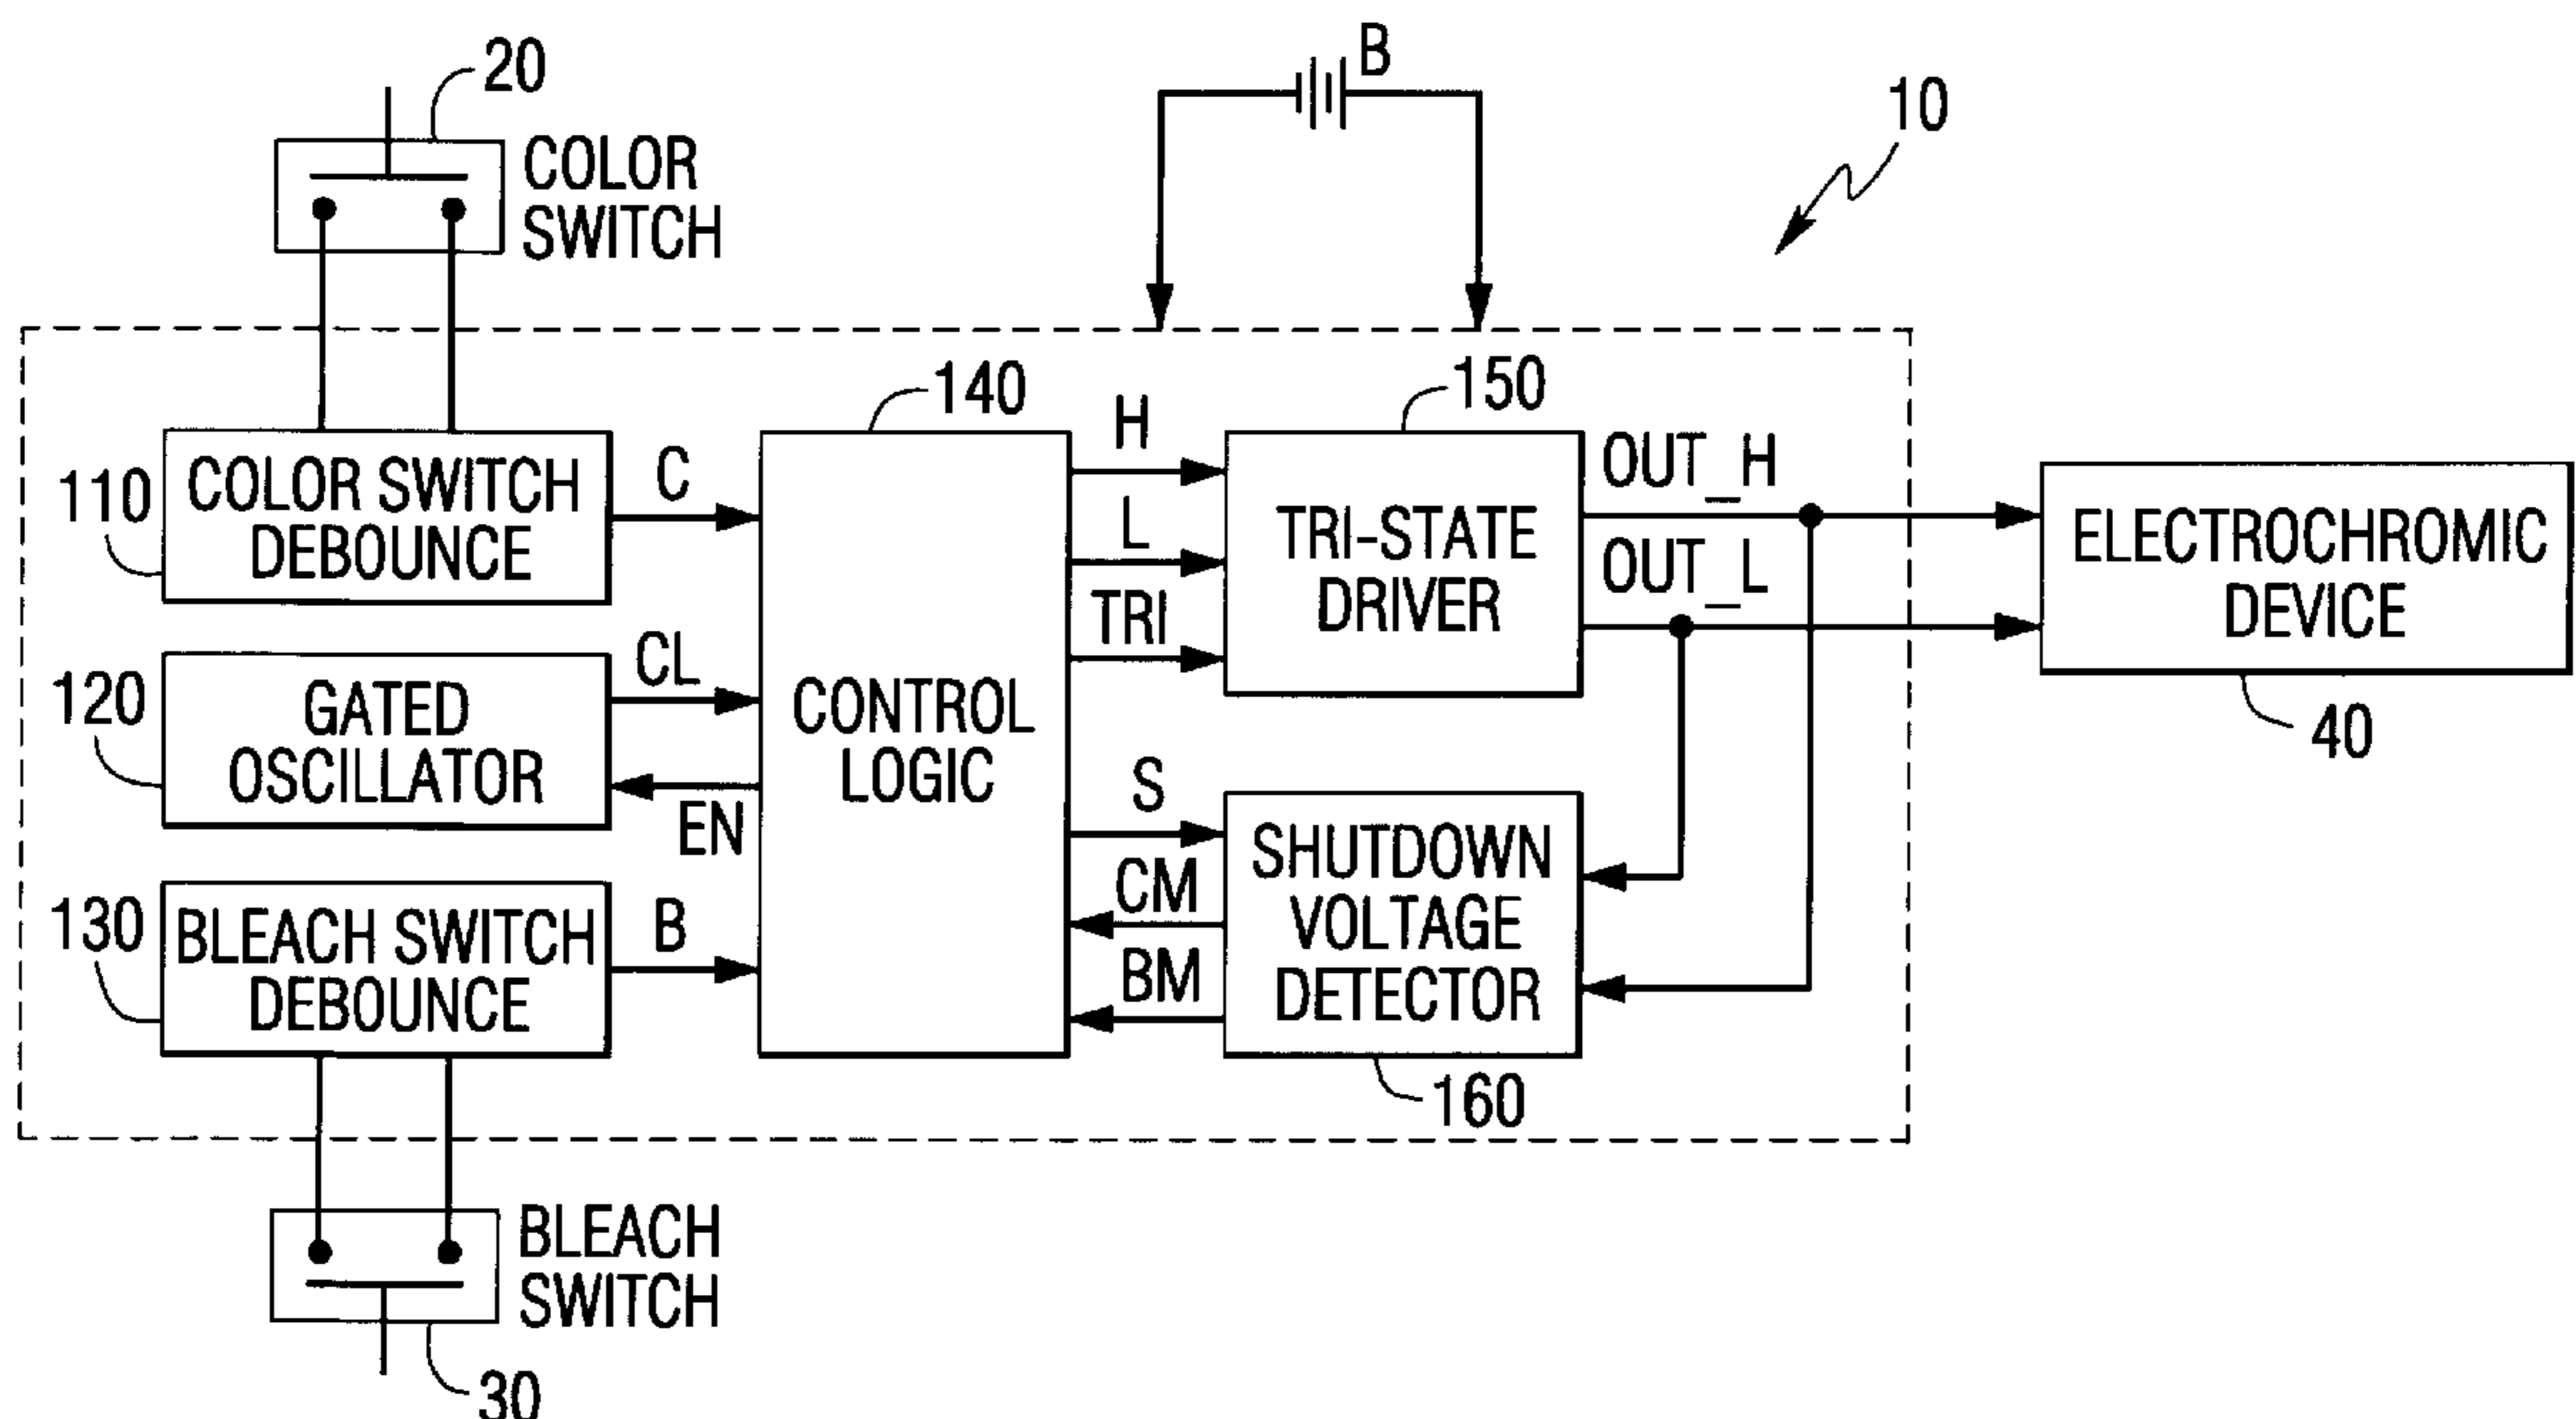 20
B
10
COLOR
SWITCH
140
150
H
C
OUT_H
110
COLOR SWITCH
DEBOUNCE
L
TRI-STATE
DRIVER
OUT_L
ELECTROCHROMIC
DEVICE
TRI
CL
120
GATED
OSCILLATOR
CONTROL
LOGIC
40
EN
S
SHUTDOWN
VOLTAGE
DETECTOR
CM
130
BLEACH SWITCH
DEBOUNCE
B
BM
160
BLEACH
SWITCH
30